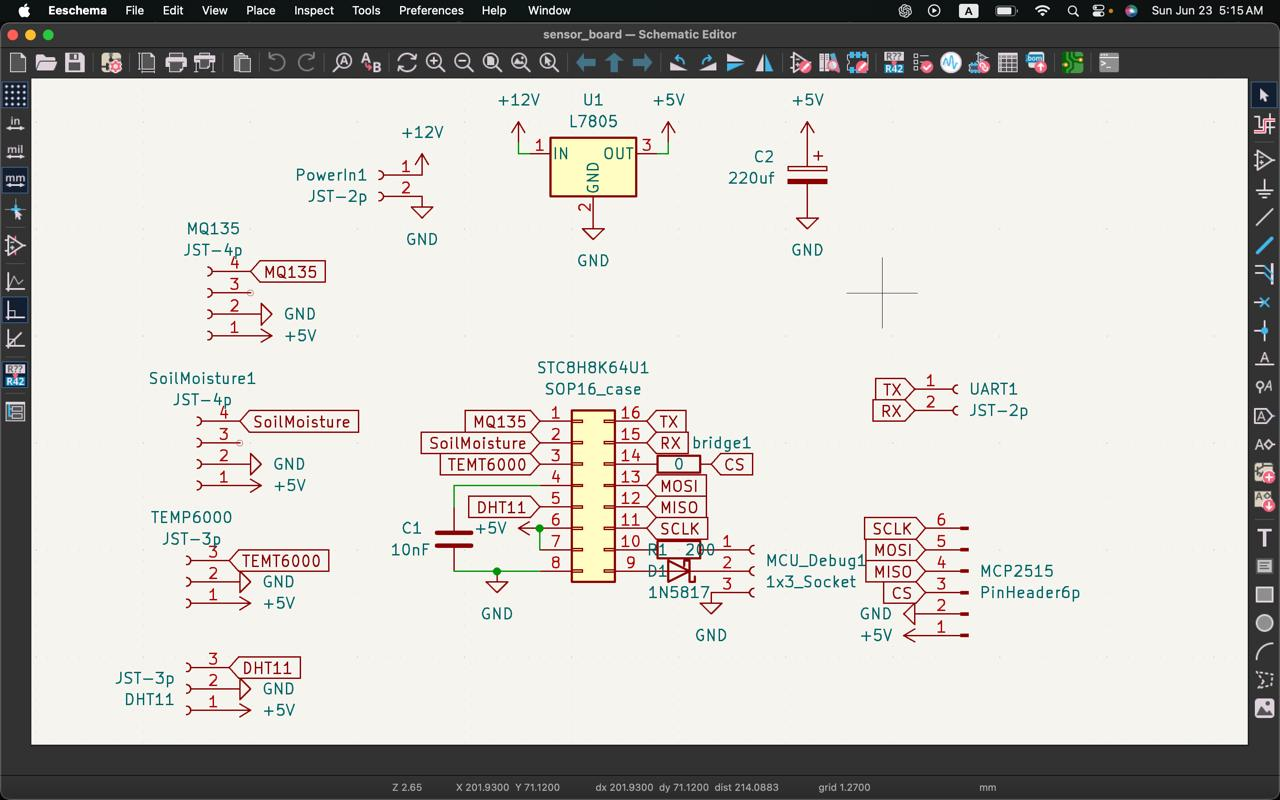 Eeschema File Edit View Place Inspect Tools Preferences Help Window A Sun Jun 23 5:15 AM
sensor_board — Schematic Editor
A B R?? R42 bom
in
mil
mm
R??
R42
+12V U1 +5V +5V
L7805
+12V
1 IN OUT 3
GND
2
GND
C2
220uf
+
GND
PowerIn1
JST-2p
1
2
GND
MQ135
JST-4p
4 MQ135
3
2 GND
1 +5V
SoilMoisture1
JST-4p
4 SoilMoisture
3
2 GND
1 +5V
TEMP6000
JST-3p
3 TEMT6000
2 GND
1 +5V
JST-3p
DHT11
3 DHT11
2 GND
1 +5V
STC8H8K64U1
SOP16_case
MQ135 1 16 TX
SoilMoisture 2 15 RX bridge1
TEMT6000 3 14 0 CS
4 13 MOSI
DHT11 5 12 MISO
+5V 6 11 SCLK
7 10 R1 200 1
8 9 D1 2
1N5817 3
C1
10nF
GND
GND
MCU_Debug1
1x3_Socket
TX 1 UART1
RX 2 JST-2p
SCLK 6
MOSI 5
MISO 4 MCP2515
CS 3 PinHeader6p
GND 2
+5V 1
A
A
A
A
A
T
Z 2.65 X 201.9300 Y 71.1200 dx 201.9300 dy 71.1200 dist 214.0883 grid 1.2700 mm